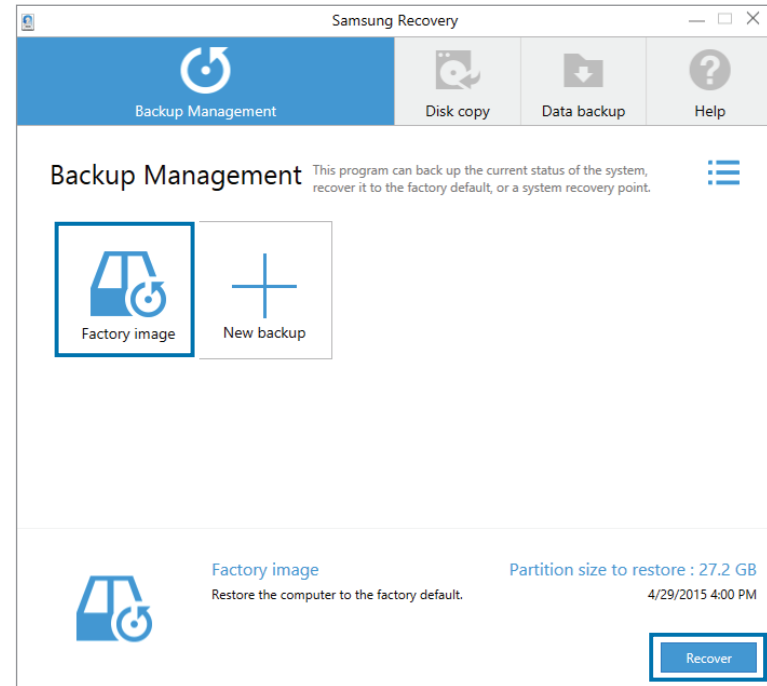 Samsung Recovery
Backup Management
Disk copy
Data backup
Help
Backup Management
This program can back up the current status of the system,
recover it to the factory default, or a system recovery point.
Factory image
New backup
Factory image
Partition size to restore : 27.2 GB
Restore the computer to the factory default.
4/29/2015 4:00 PM
Recover